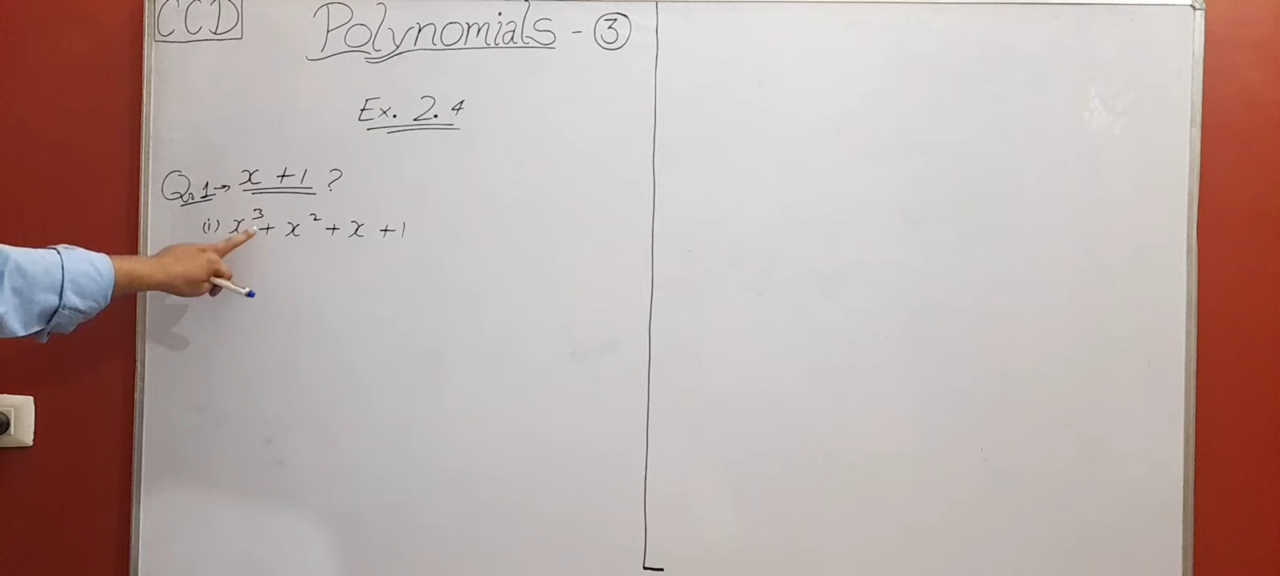 CCD
Polynomials - ③
Ex. 2.4
Q.1→ x + 1 ?
(i) x³ + x² + x + 1